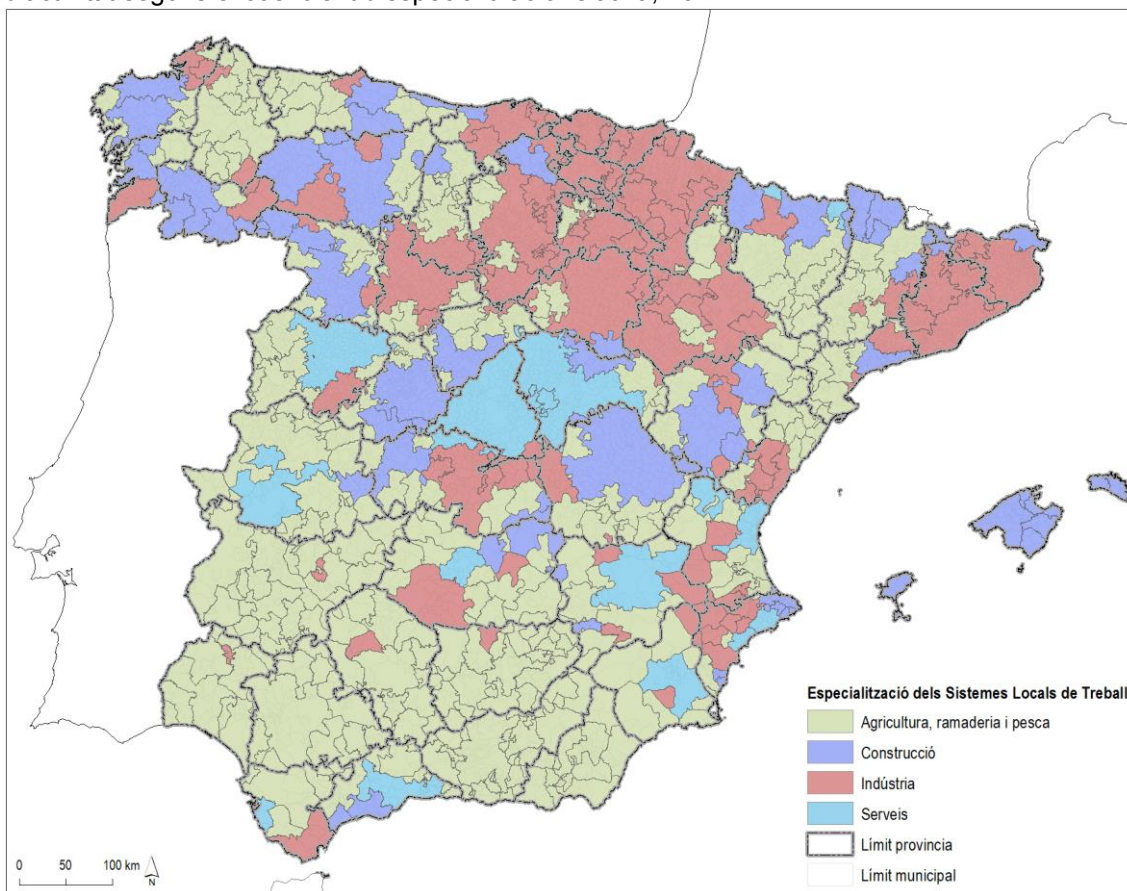 Especialització dels Sistemes Locals de Treball
Agricultura, ramaderia i pesca
Construcció
Indústria
Serveis
Límit provincia
Límit municipal
0 50 100 km
N